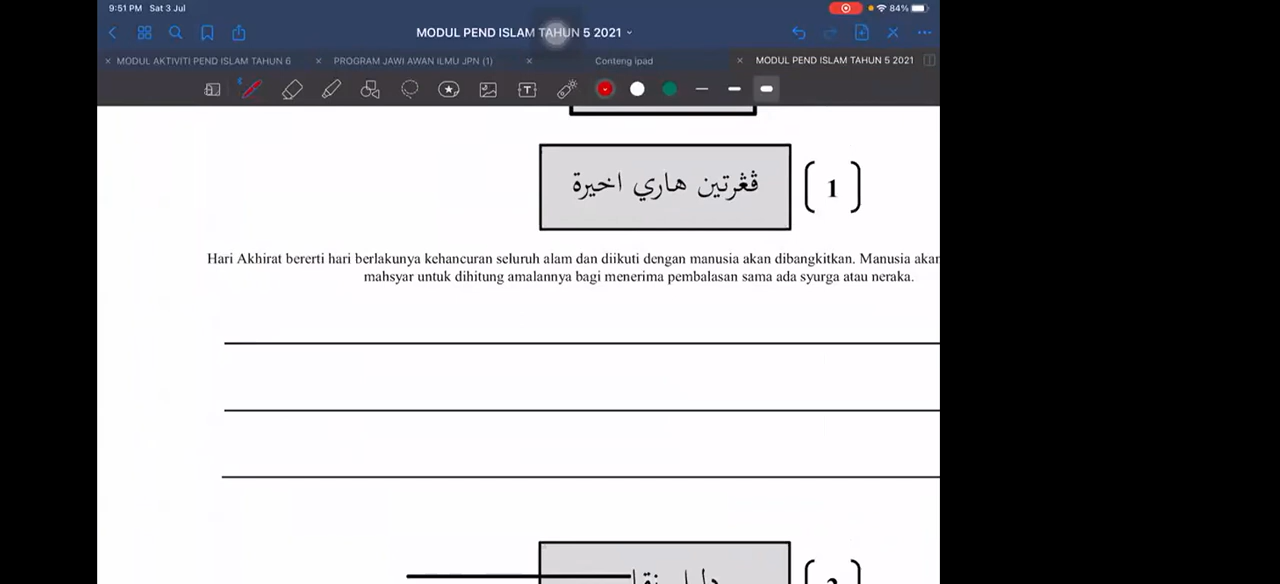 9:51 PM Sat 3 Jul
84%
MODUL PEND ISLAM TAHUN 5 2021
MODUL AKTIVITI PEND ISLAM TAHUN 6
PROGRAM JAWI AWAN ILMU JPN (1)
Conteng ipad
MODUL PEND ISLAM TAHUN 5 2021
T
ڤڠرتين هاري اخيرة
1
Hari Akhirat bererti hari berlakunya kehancuran seluruh alam dan diikuti dengan manusia akan dibangkitkan. Manusia akan
mahsyar untuk dihitung amalannya bagi menerima pembalasan sama ada syurga atau neraka.